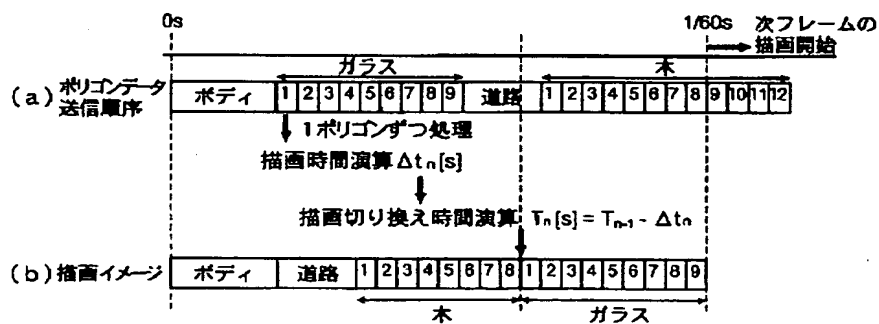 0s
1/60s 次フレームの
描画開始
ガラス
木
(a) ポリゴンデータ
送信順序
ボディ 1 2 3 4 5 6 7 8 9 道路 1 2 3 4 5 6 7 8 9 10 11 12
1ポリゴンずつ処理
描画時間演算Δtn[s]
描画切り換え時間演算 Tn[s] = Tn-1 - Δtn
(b) 描画イメージ
ボディ 道路 1 2 3 4 5 6 7 8 1 2 3 4 5 6 7 8 9
木
ガラス